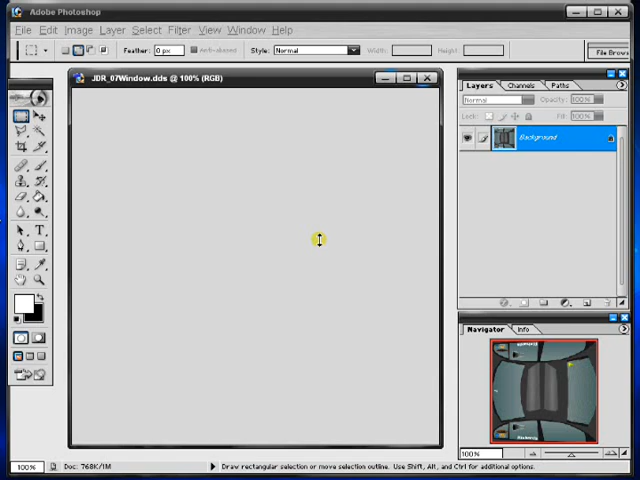 Adobe Photoshop
File Edit Image Layer Select Filter View Window Help
Feather: 0 px Anti-aliased Style: Normal Width: Height: File Brows
JDR_07Window.dds @ 100% (RGB)
Layers Channels Paths
Normal Opacity: 100%
Lock: Fill: 100%
Background
T
Navigator Info
100%
100% Doc: 768K/1M Draw rectangular selection or move selection outline. Use Shift, Alt, and Ctrl for additional options.